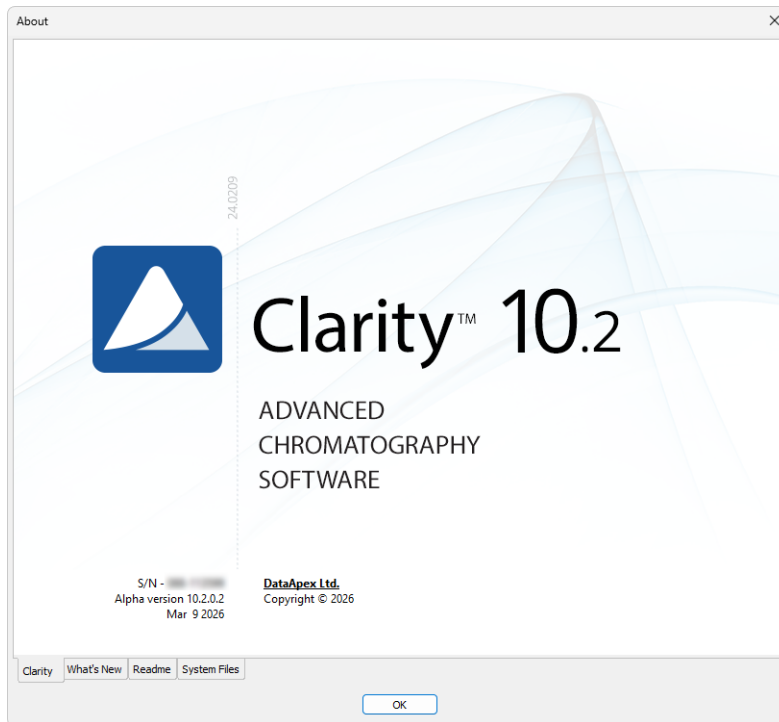 About
24.0209
Clarity™ 10.2
ADVANCED
CHROMATOGRAPHY
SOFTWARE
S/N -
Alpha version 10.2.0.2
Mar 9 2026
DataApex Ltd.
Copyright © 2026
Clarity What's New Readme System Files
OK